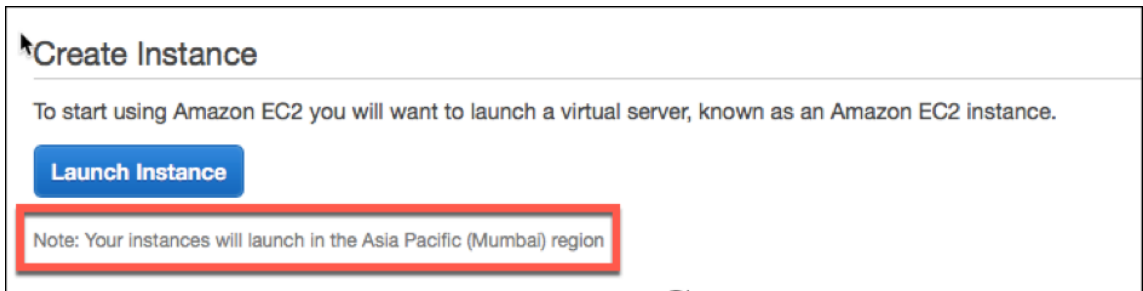 Create Instance
To start using Amazon EC2 you will want to launch a virtual server, known as an Amazon EC2 instance.
Launch Instance
Note: Your instances will launch in the Asia Pacific (Mumbai) region